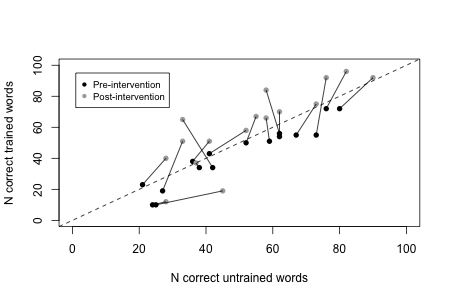 100
80
60
40
20
0
N correct trained words
Pre-intervention
Post-intervention
0 20 40 60 80 100
N correct untrained words